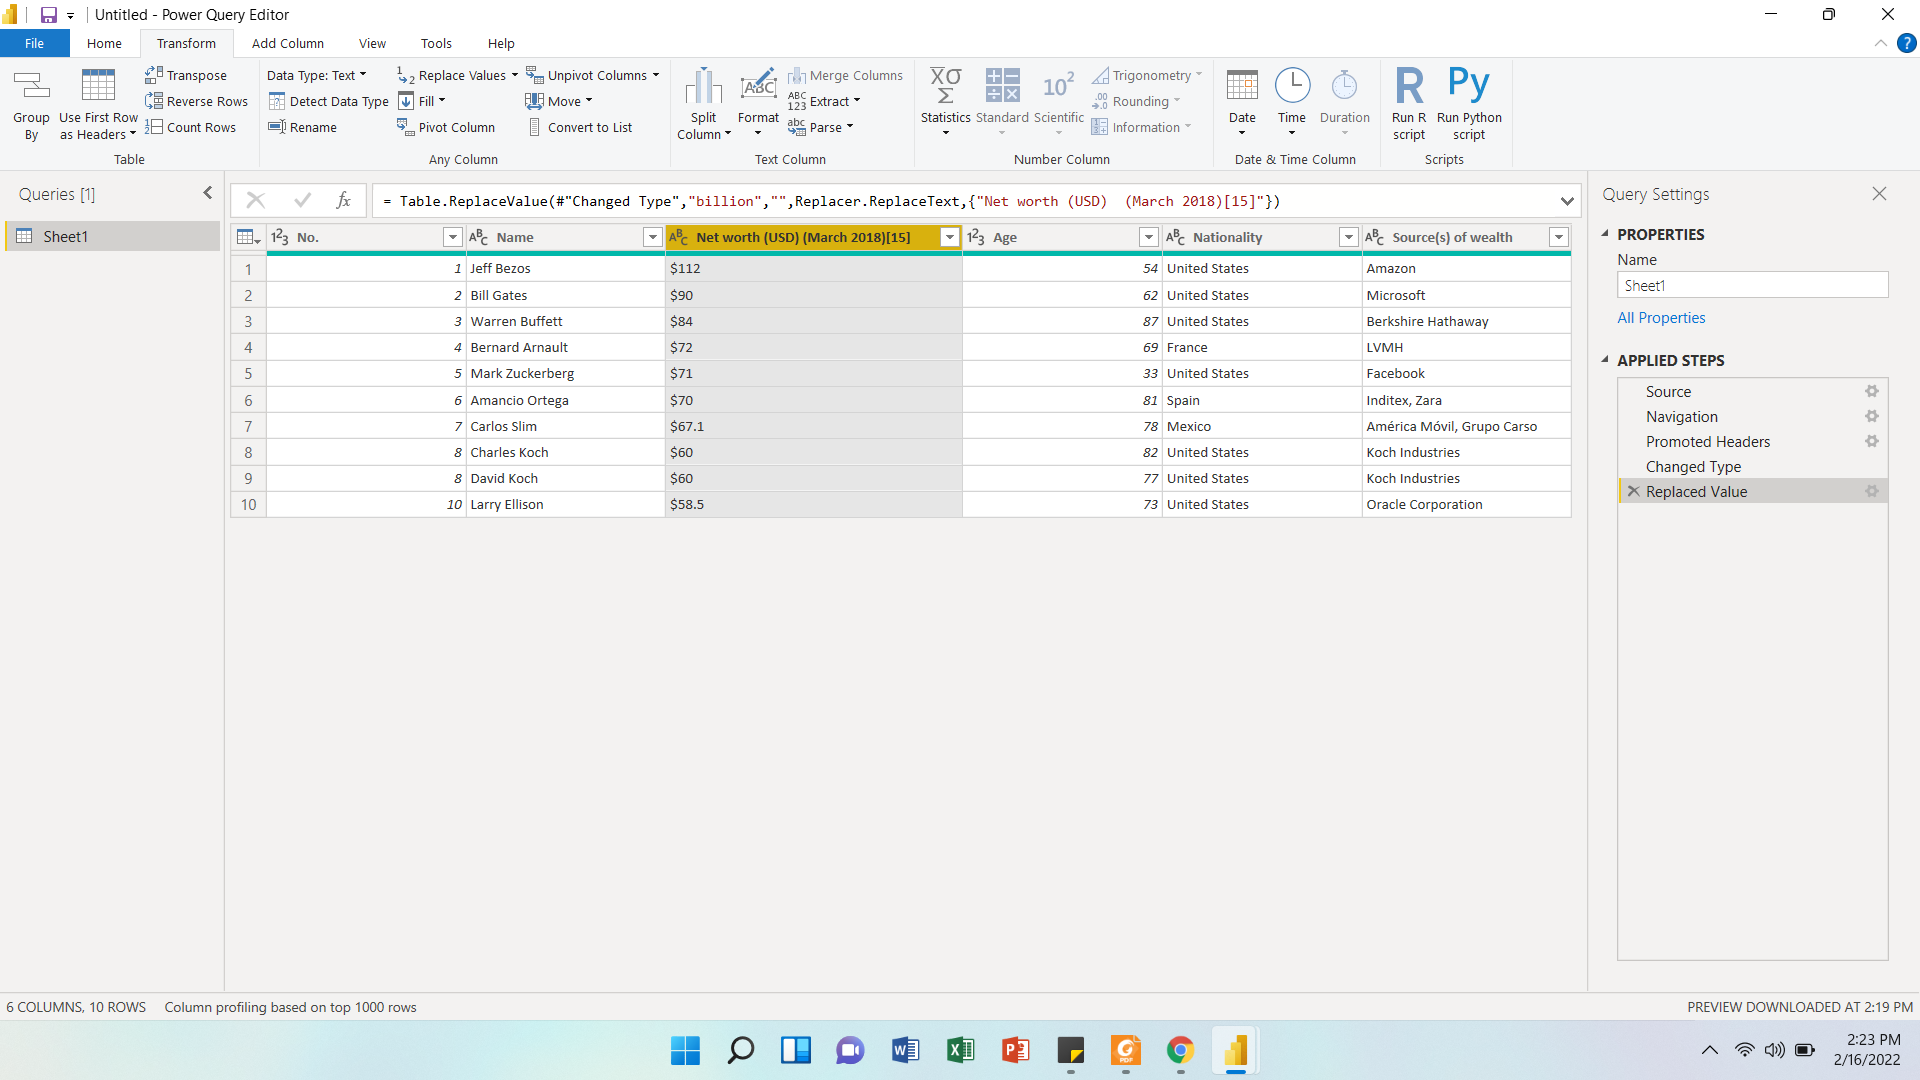 Untitled - Power Query Editor
File Home Transform Add Column View Tools Help
Group By
Use First Row as Headers
Transpose
Reverse Rows
Count Rows
Table
Data Type: Text
Detect Data Type
Rename
Replace Values
Fill
Pivot Column
Unpivot Columns
Move
Convert to List
Any Column
Split Column
Format
Merge Columns
Extract
Parse
Text Column
Statistics
Standard
Scientific
Trigonometry
Rounding
Information
Number Column
Date
Time
Duration
Date & Time Column
Run R script
Run Python script
Scripts
Queries [1]
Sheet1
= Table.ReplaceValue(#"Changed Type","billion","",Replacer.ReplaceText,{"Net worth (USD)  (March 2018)[15]"})
No. Name Net worth (USD) (March 2018)[15] Age Nationality Source(s) of wealth
1 1 Jeff Bezos $112 54 United States Amazon
2 2 Bill Gates $90 62 United States Microsoft
3 3 Warren Buffett $84 87 United States Berkshire Hathaway
4 4 Bernard Arnault $72 69 France LVMH
5 5 Mark Zuckerberg $71 33 United States Facebook
6 6 Amancio Ortega $70 81 Spain Inditex, Zara
7 7 Carlos Slim $67.1 78 Mexico América Móvil, Grupo Carso
8 8 Charles Koch $60 82 United States Koch Industries
9 8 David Koch $60 77 United States Koch Industries
10 10 Larry Ellison $58.5 73 United States Oracle Corporation
Query Settings
PROPERTIES
Name
Sheet1
All Properties
APPLIED STEPS
Source
Navigation
Promoted Headers
Changed Type
Replaced Value
6 COLUMNS, 10 ROWS Column profiling based on top 1000 rows
PREVIEW DOWNLOADED AT 2:19 PM
2:23 PM
2/16/2022